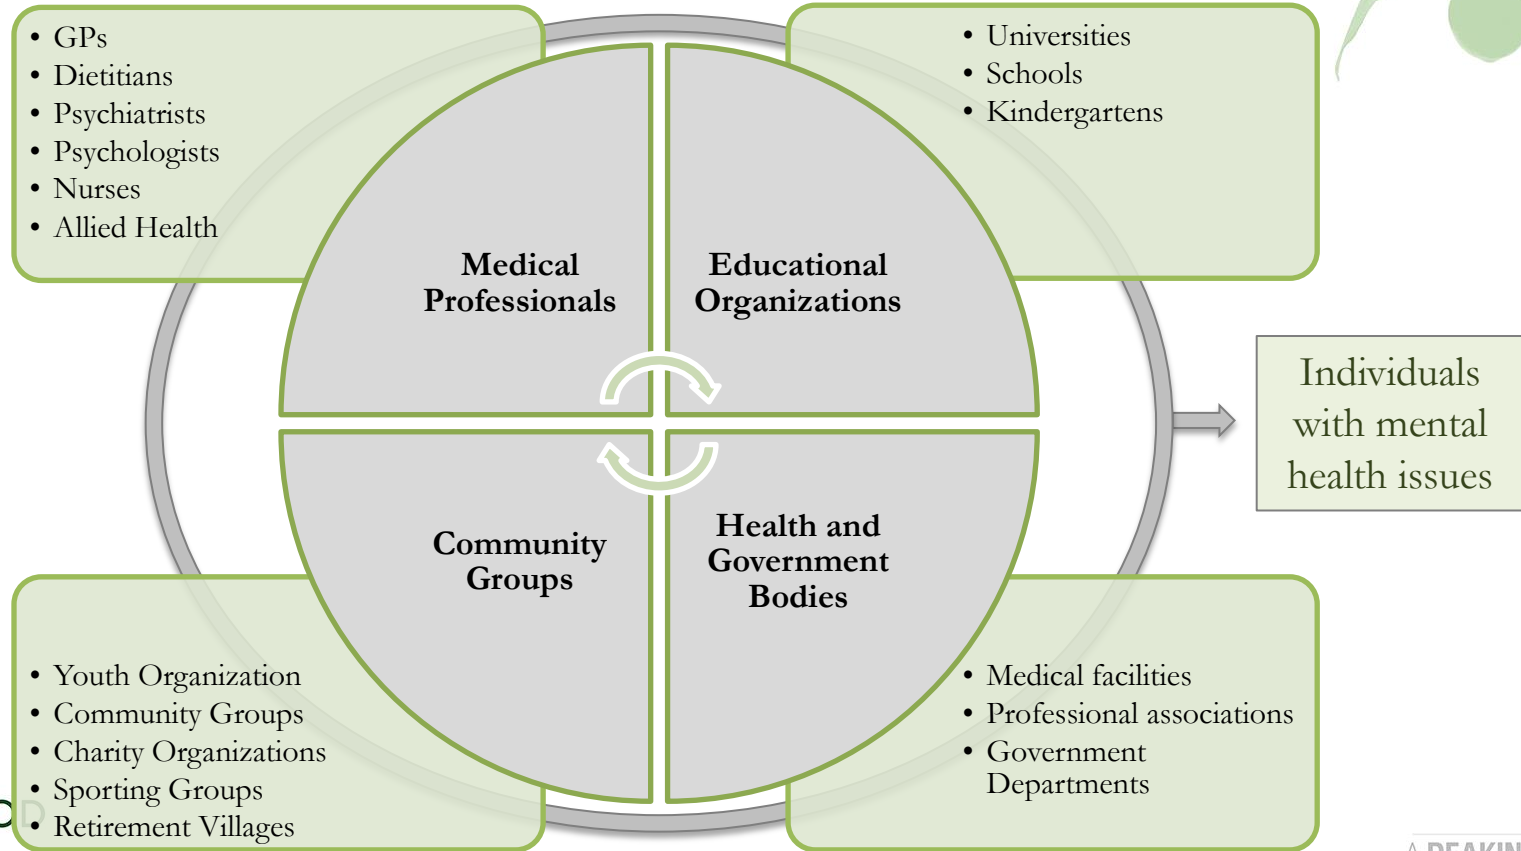 • GPs
• Dietitians
• Psychiatrists
• Psychologists
• Nurses
• Allied Health
• Universities
• Schools
• Kindergartens
Medical
Professionals
Educational
Organizations
Individuals
with mental
health issues
Community
Groups
Health and
Government
Bodies
• Youth Organization
• Community Groups
• Charity Organizations
• Sporting Groups
• Retirement Villages
• Medical facilities
• Professional associations
• Government
Departments
OD
A DEAKIN